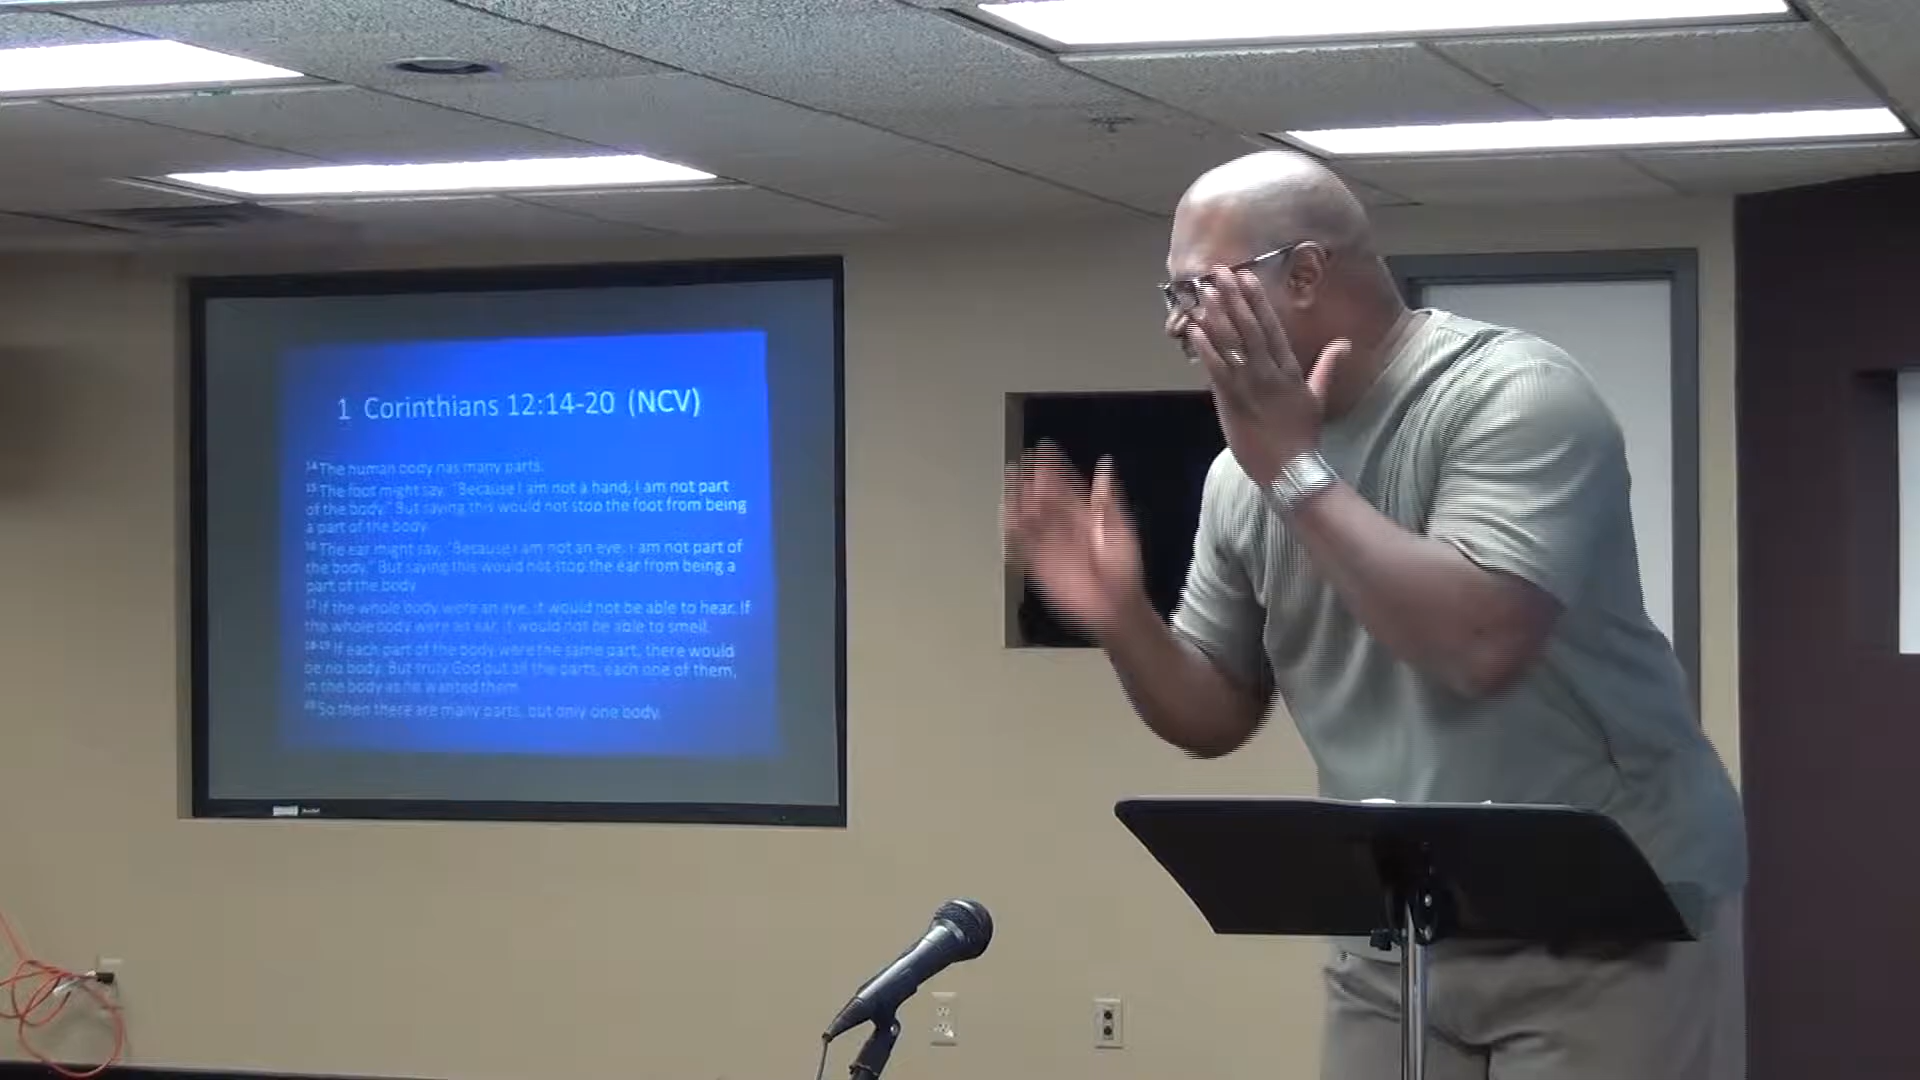 1 Corinthians 12:14-20 (NCV)
14 The human body has many parts.
15 The foot might say, "Because I am not a hand, I am not part
of the body." But saying this would not stop the foot from being
a part of the body.
16 The ear might say, "Because I am not an eye, I am not part of
the body." But saying this would not stop the ear from being a
part of the body.
17 If the whole body were an eye, it would not be able to hear. If
the whole body were an ear, it would not be able to smell.
18-19 If each part of the body were the same part, there would
be no body. But truly God put all the parts, each one of them,
in the body as he wanted them.
20 So then there are many parts, but only one body.